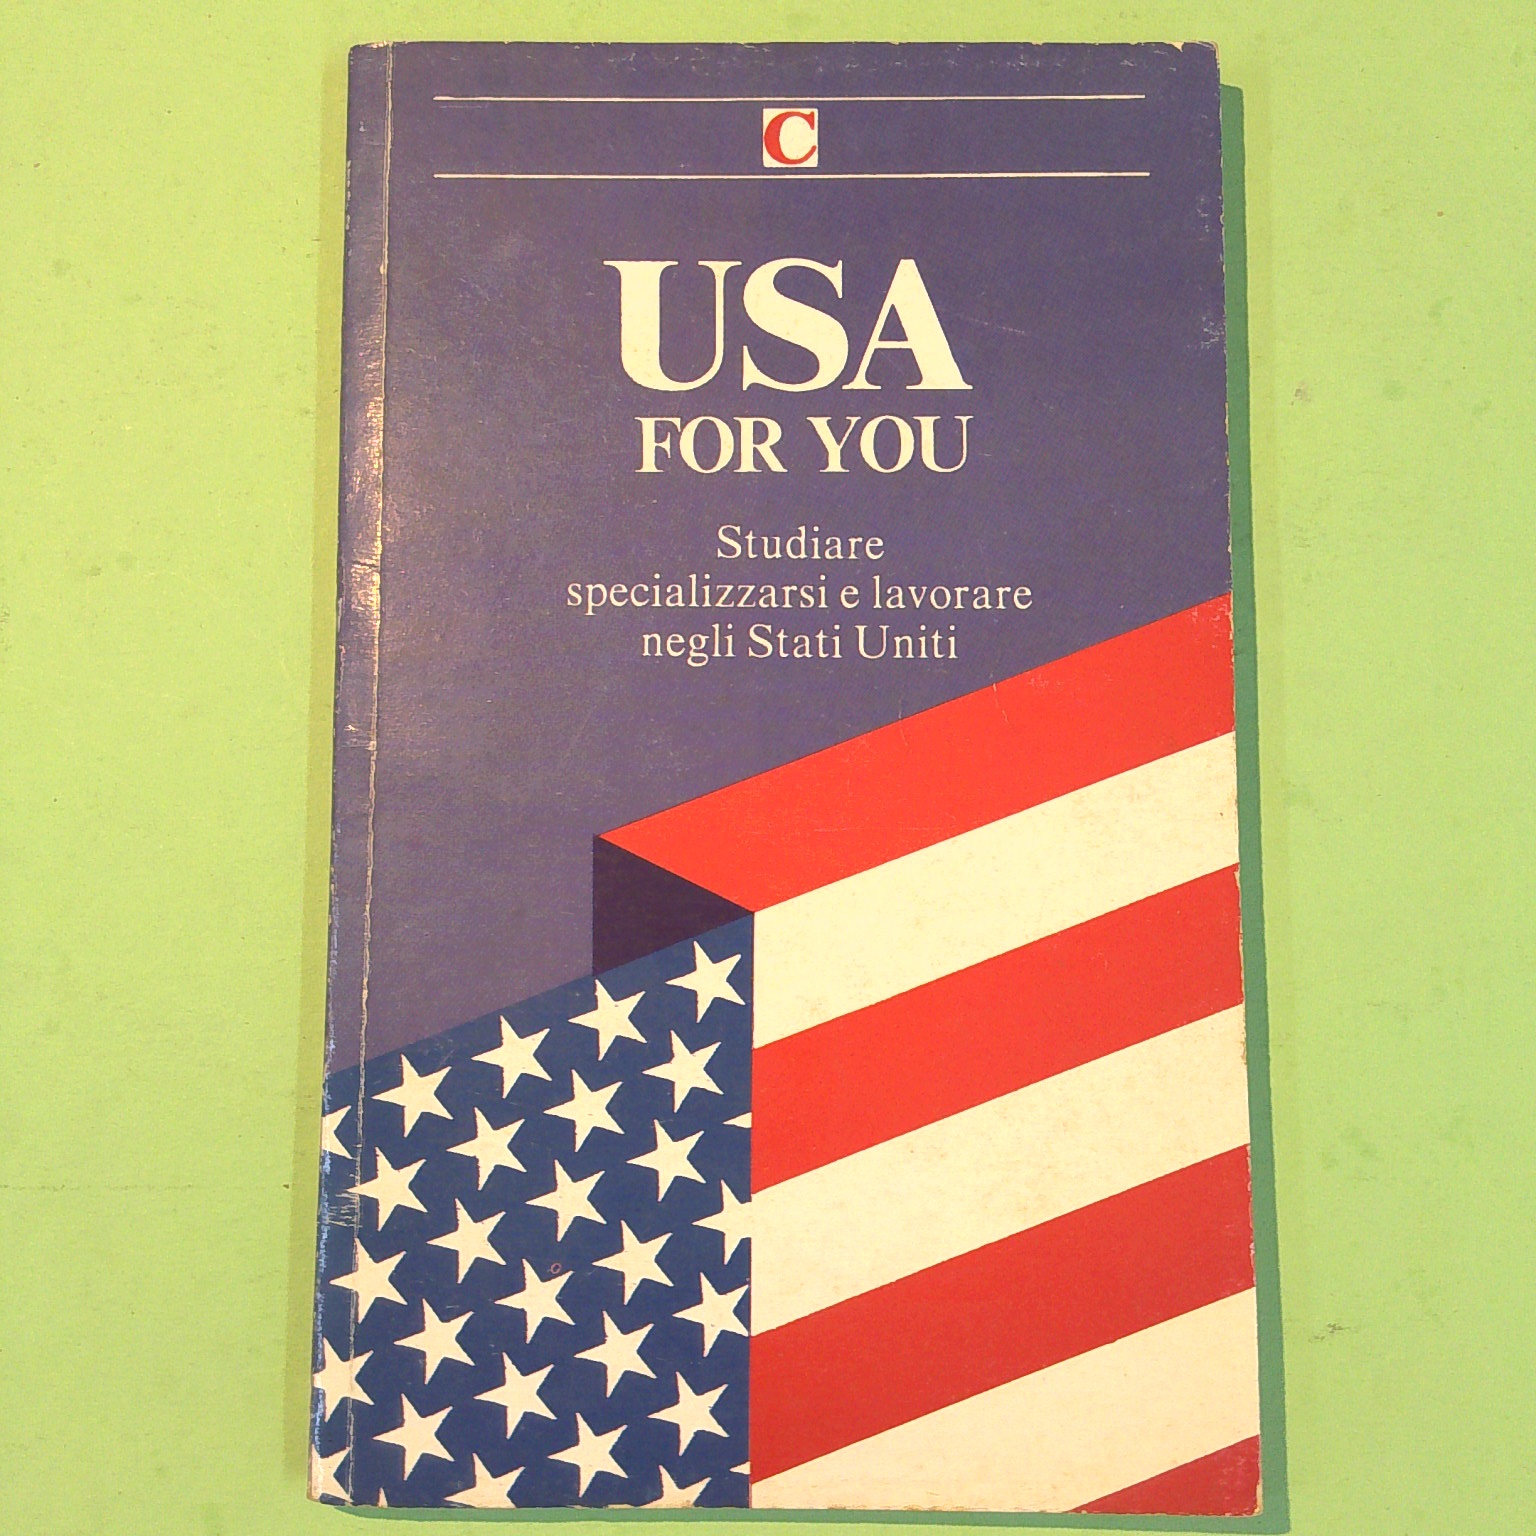 C
USA
FOR YOU
Studiare
specializzarsi e lavorare
negli Stati Uniti